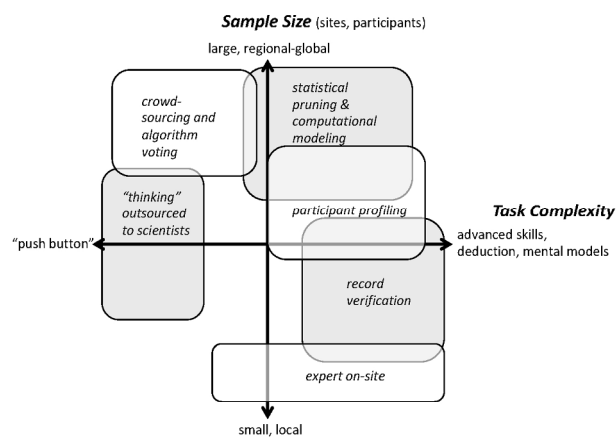 Sample Size (sites, participants)
large, regional-global
crowd-
sourcing and
algorithm
voting
statistical
pruning &
computational
modeling
"thinking"
outsourced
to scientists
participant profiling
Task Complexity
"push button"
advanced skills,
deduction, mental models
record
verification
expert on-site
small, local